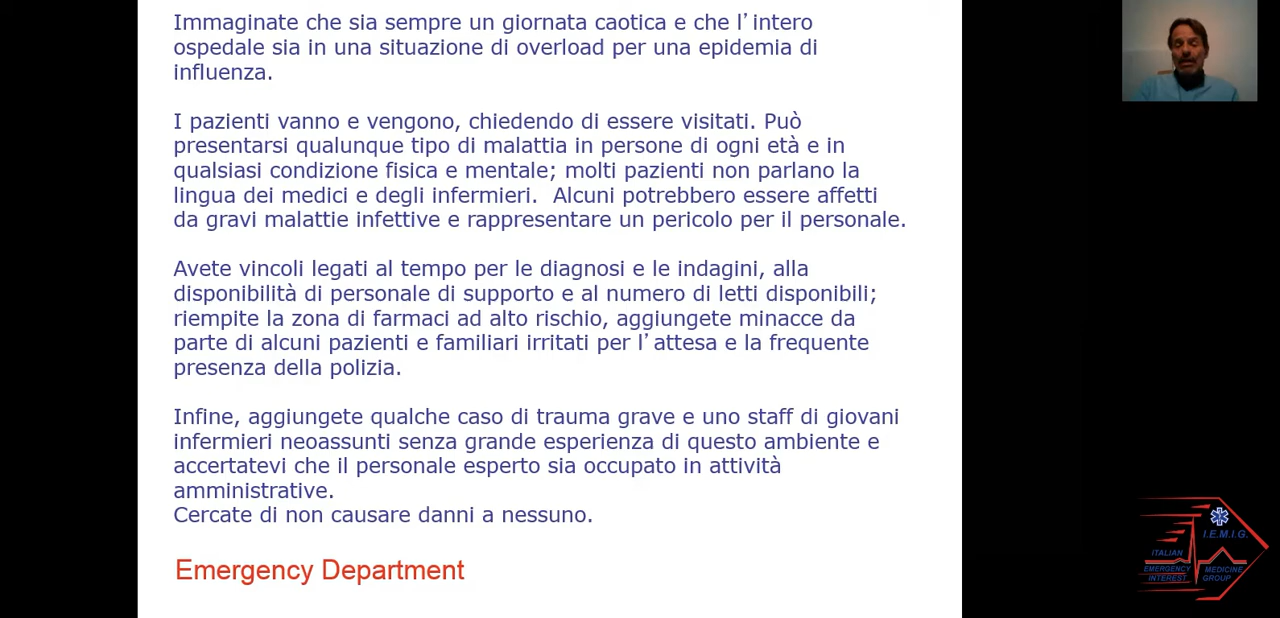 Immaginate che sia sempre un giornata caotica e che l'intero
ospedale sia in una situazione di overload per una epidemia di
influenza.
I pazienti vanno e vengono, chiedendo di essere visitati. Può
presentarsi qualunque tipo di malattia in persone di ogni età e in
qualsiasi condizione fisica e mentale; molti pazienti non parlano la
lingua dei medici e degli infermieri.  Alcuni potrebbero essere affetti
da gravi malattie infettive e rappresentare un pericolo per il personale.
Avete vincoli legati al tempo per le diagnosi e le indagini, alla
disponibilità di personale di supporto e al numero di letti disponibili;
riempite la zona di farmaci ad alto rischio, aggiungete minacce da
parte di alcuni pazienti e familiari irritati per l'attesa e la frequente
presenza della polizia.
Infine, aggiungete qualche caso di trauma grave e uno staff di giovani
infermieri neoassunti senza grande esperienza di questo ambiente e
accertatevi che il personale esperto sia occupato in attività
amministrative.
Cercate di non causare danni a nessuno.
Emergency Department
I.E.M.I.G.
ITALIAN
EMERGENCY
INTEREST
MEDICINE
GROUP